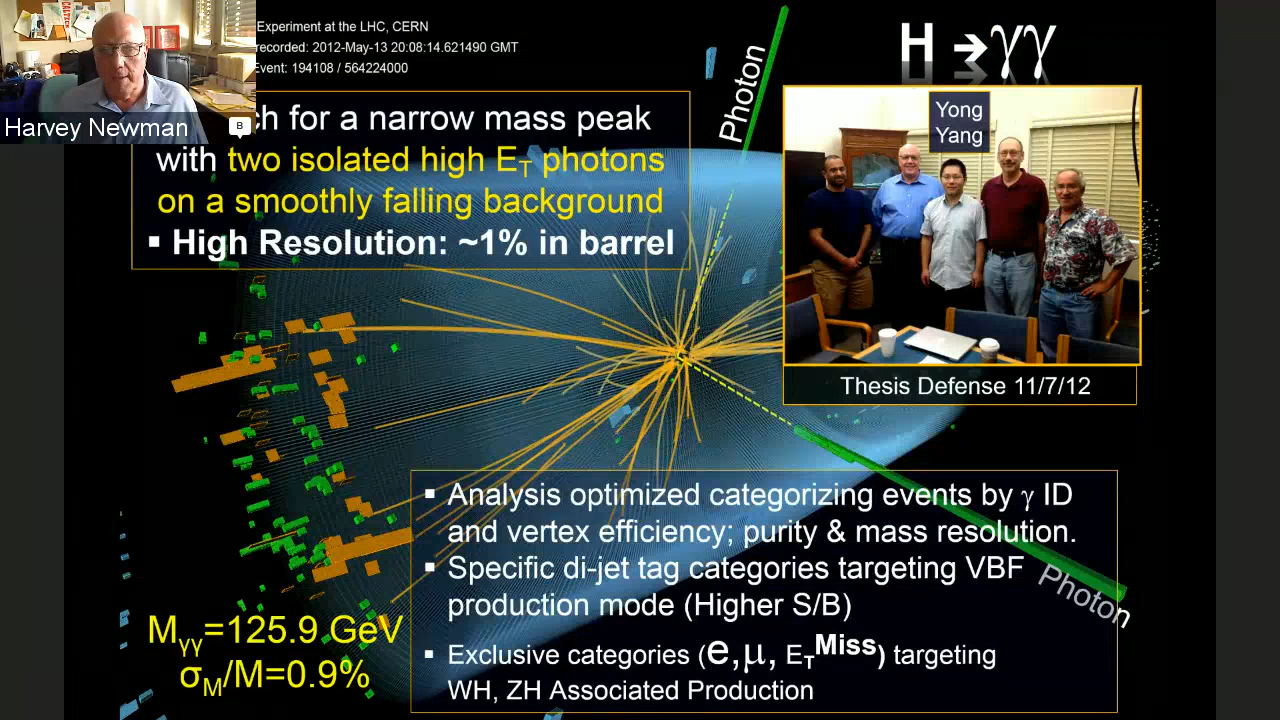 Experiment at the LHC, CERN
recorded: 2012-May-13 20:08:14.621490 GMT
Event: 194108 / 564224000
H → γγ
Harvey Newman
B
ch for a narrow mass peak
with two isolated high ET photons
on a smoothly falling background
▪ High Resolution: ~1% in barrel
Photon
Yong
Yang
Thesis Defense 11/7/12
▪ Analysis optimized categorizing events by γ ID
and vertex efficiency; purity & mass resolution.
▪ Specific di-jet tag categories targeting VBF
production mode (Higher S/B)
▪ Exclusive categories (e,μ, ETMiss) targeting
WH, ZH Associated Production
Photon
Mγγ=125.9 GeV
σM/M=0.9%